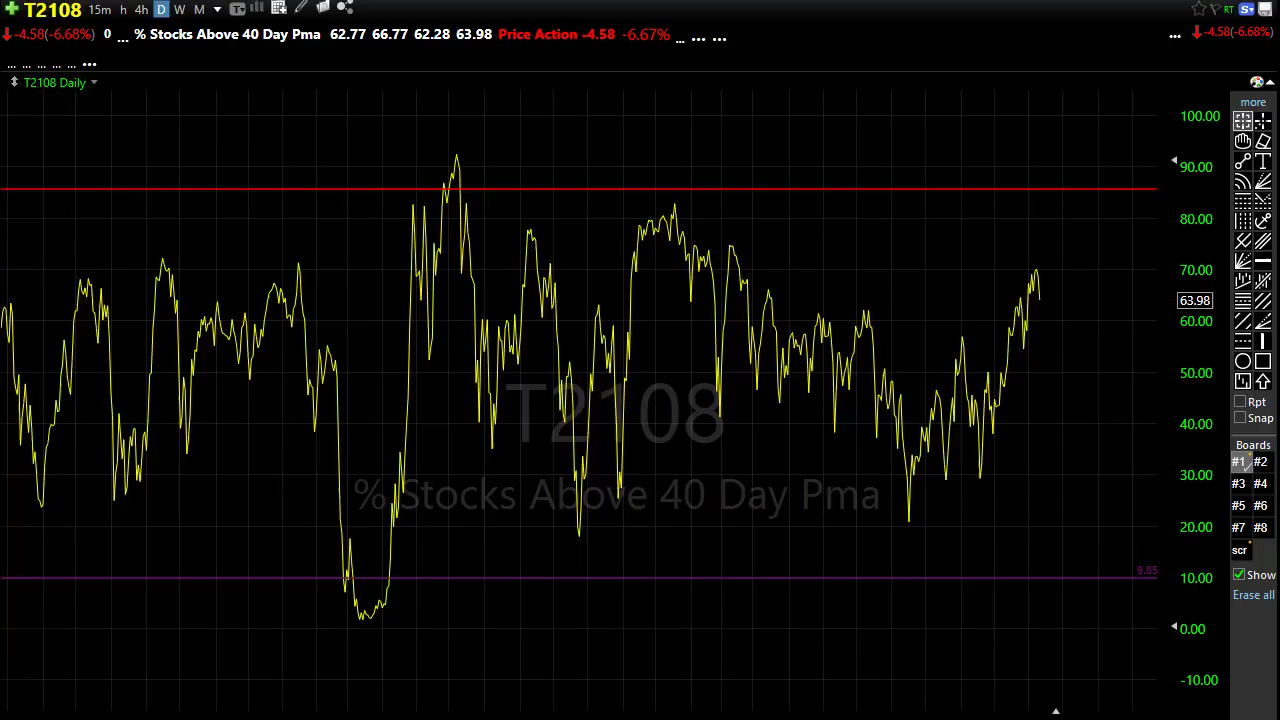 T2108 15m h 4h D W M T RT S
-4.58(-6.68%) 0 ... % Stocks Above 40 Day Pma 62.77 66.77 62.28 63.98 Price Action -4.58 -6.67% ... ... ... ... -4.58(-6.68%)
... ... ... ... ... ...
T2108 Daily
more
100.00
90.00
80.00
70.00
63.98
60.00
50.00
40.00
30.00
20.00
9.85
10.00
0.00
-10.00
T2108
% Stocks Above 40 Day Pma
T
Rpt
Snap
Boards
#1 #2
#3 #4
#5 #6
#7 #8
scr
Show
Erase all